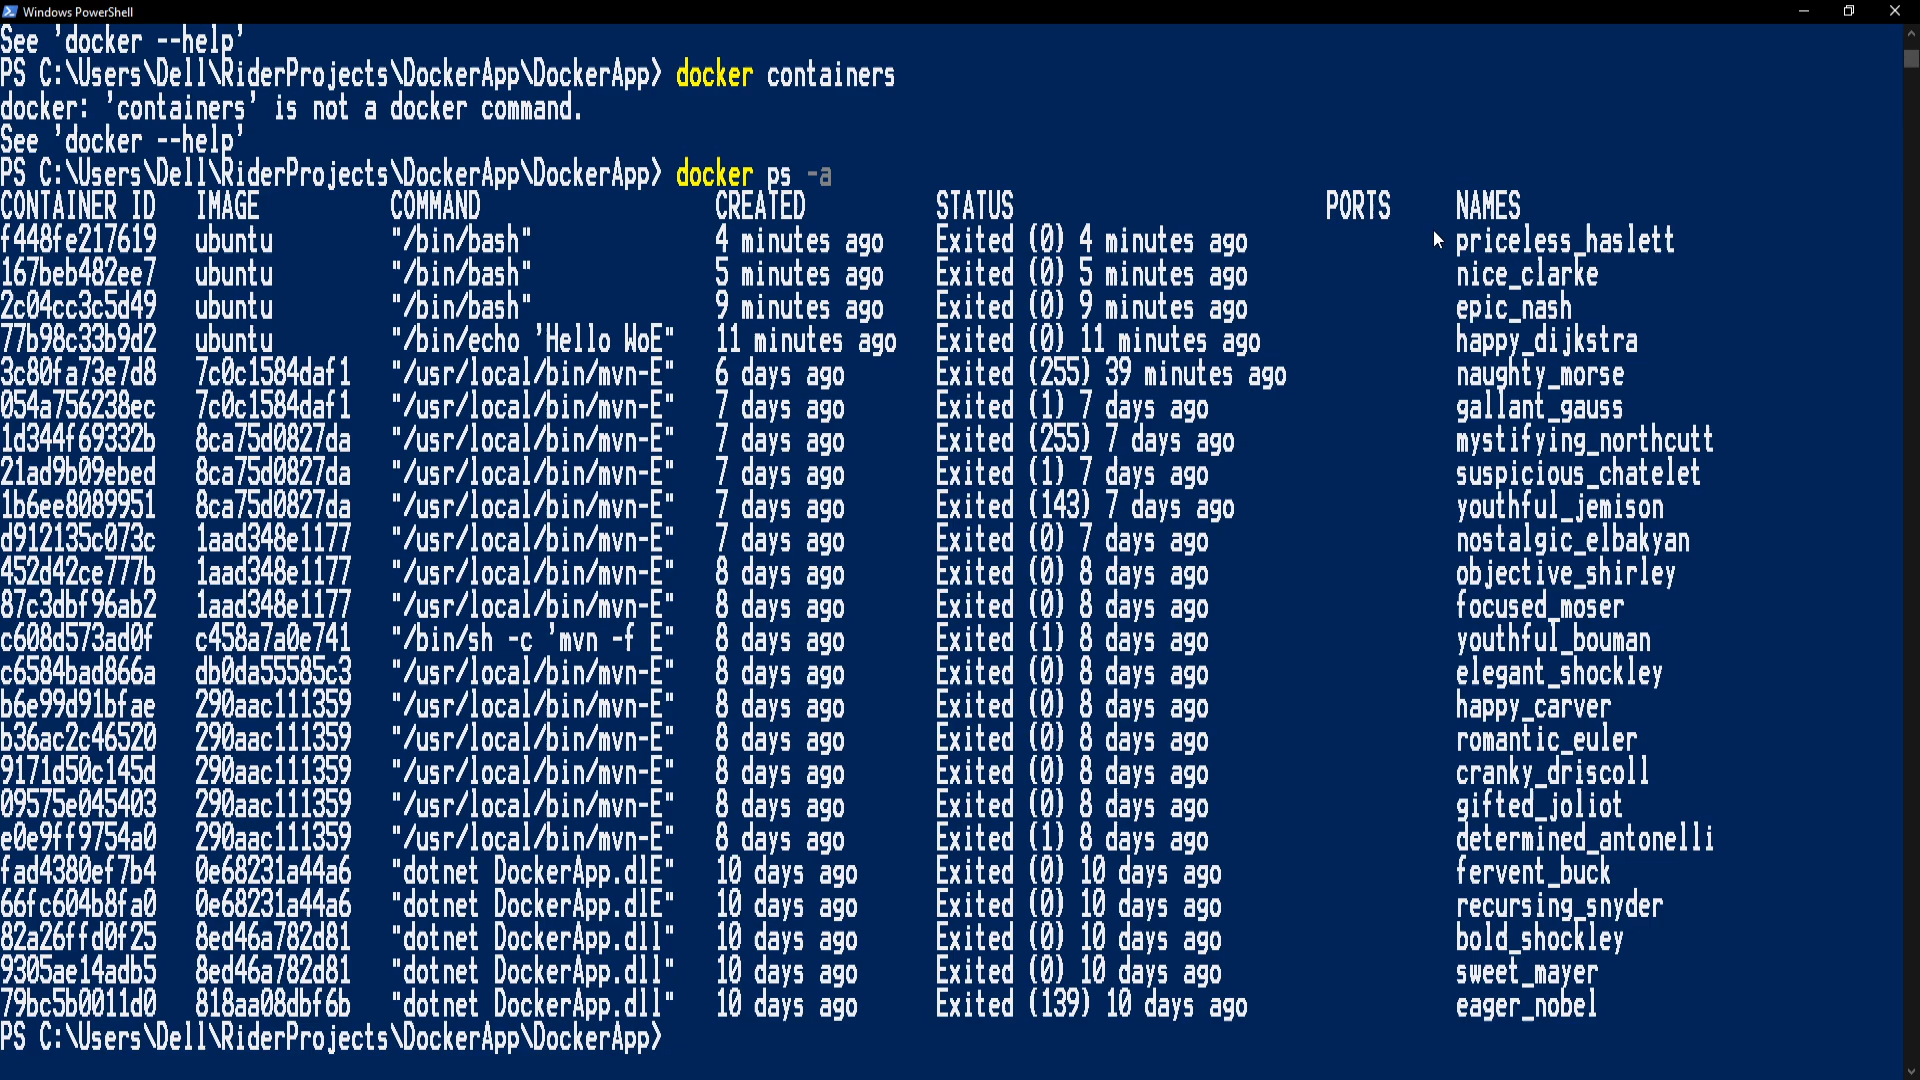 Windows PowerShell
See 'docker --help'
PS C:\Users\Dell\RiderProjects\DockerApp\DockerApp> docker containers
docker: 'containers' is not a docker command.
See 'docker --help'
PS C:\Users\Dell\RiderProjects\DockerApp\DockerApp> docker ps -a
CONTAINER ID IMAGE COMMAND CREATED STATUS PORTS NAMES
f448fe217619 ubuntu "/bin/bash" 4 minutes ago Exited (0) 4 minutes ago priceless_haslett
167beb482ee7 ubuntu "/bin/bash" 5 minutes ago Exited (0) 5 minutes ago nice_clarke
2c04cc3c5d49 ubuntu "/bin/bash" 9 minutes ago Exited (0) 9 minutes ago epic_nash
77b98c33b9d2 ubuntu "/bin/echo 'Hello WoE" 11 minutes ago Exited (0) 11 minutes ago happy_dijkstra
3c80fa73e7d8 7c0c1584daf1 "/usr/local/bin/mvn-E" 6 days ago Exited (255) 39 minutes ago naughty_morse
054a756238ec 7c0c1584daf1 "/usr/local/bin/mvn-E" 7 days ago Exited (1) 7 days ago gallant_gauss
1d344f69332b 8ca75d0827da "/usr/local/bin/mvn-E" 7 days ago Exited (255) 7 days ago mystifying_northcutt
21ad9b09ebed 8ca75d0827da "/usr/local/bin/mvn-E" 7 days ago Exited (1) 7 days ago suspicious_chatelet
1b6ee8089951 8ca75d0827da "/usr/local/bin/mvn-E" 7 days ago Exited (143) 7 days ago youthful_jemison
d912135c073c 1aad348e1177 "/usr/local/bin/mvn-E" 7 days ago Exited (0) 7 days ago nostalgic_elbakyan
452d42ce777b 1aad348e1177 "/usr/local/bin/mvn-E" 8 days ago Exited (0) 8 days ago objective_shirley
87c3dbf96ab2 1aad348e1177 "/usr/local/bin/mvn-E" 8 days ago Exited (0) 8 days ago focused_moser
c608d573ad0f c458a7a0e741 "/bin/sh -c 'mvn -f E" 8 days ago Exited (1) 8 days ago youthful_bouman
c6584bad866a db0da55585c3 "/usr/local/bin/mvn-E" 8 days ago Exited (0) 8 days ago elegant_shockley
b6e99d91bfae 290aac111359 "/usr/local/bin/mvn-E" 8 days ago Exited (0) 8 days ago happy_carver
b36ac2c46520 290aac111359 "/usr/local/bin/mvn-E" 8 days ago Exited (0) 8 days ago romantic_euler
9171d50c145d 290aac111359 "/usr/local/bin/mvn-E" 8 days ago Exited (0) 8 days ago cranky_driscoll
09575e045403 290aac111359 "/usr/local/bin/mvn-E" 8 days ago Exited (0) 8 days ago gifted_joliot
e0e9ff9754a0 290aac111359 "/usr/local/bin/mvn-E" 8 days ago Exited (1) 8 days ago determined_antonelli
fad4380ef7b4 0e68231a44a6 "dotnet DockerApp.dlE" 10 days ago Exited (0) 10 days ago fervent_buck
66fc604b8fa0 0e68231a44a6 "dotnet DockerApp.dlE" 10 days ago Exited (0) 10 days ago recursing_snyder
82a26ffd0f25 8ed46a782d81 "dotnet DockerApp.dll" 10 days ago Exited (0) 10 days ago bold_shockley
9305ae14adb5 8ed46a782d81 "dotnet DockerApp.dll" 10 days ago Exited (0) 10 days ago sweet_mayer
79bc5b0011d0 818aa08dbf6b "dotnet DockerApp.dll" 10 days ago Exited (139) 10 days ago eager_nobel
PS C:\Users\Dell\RiderProjects\DockerApp\DockerApp>